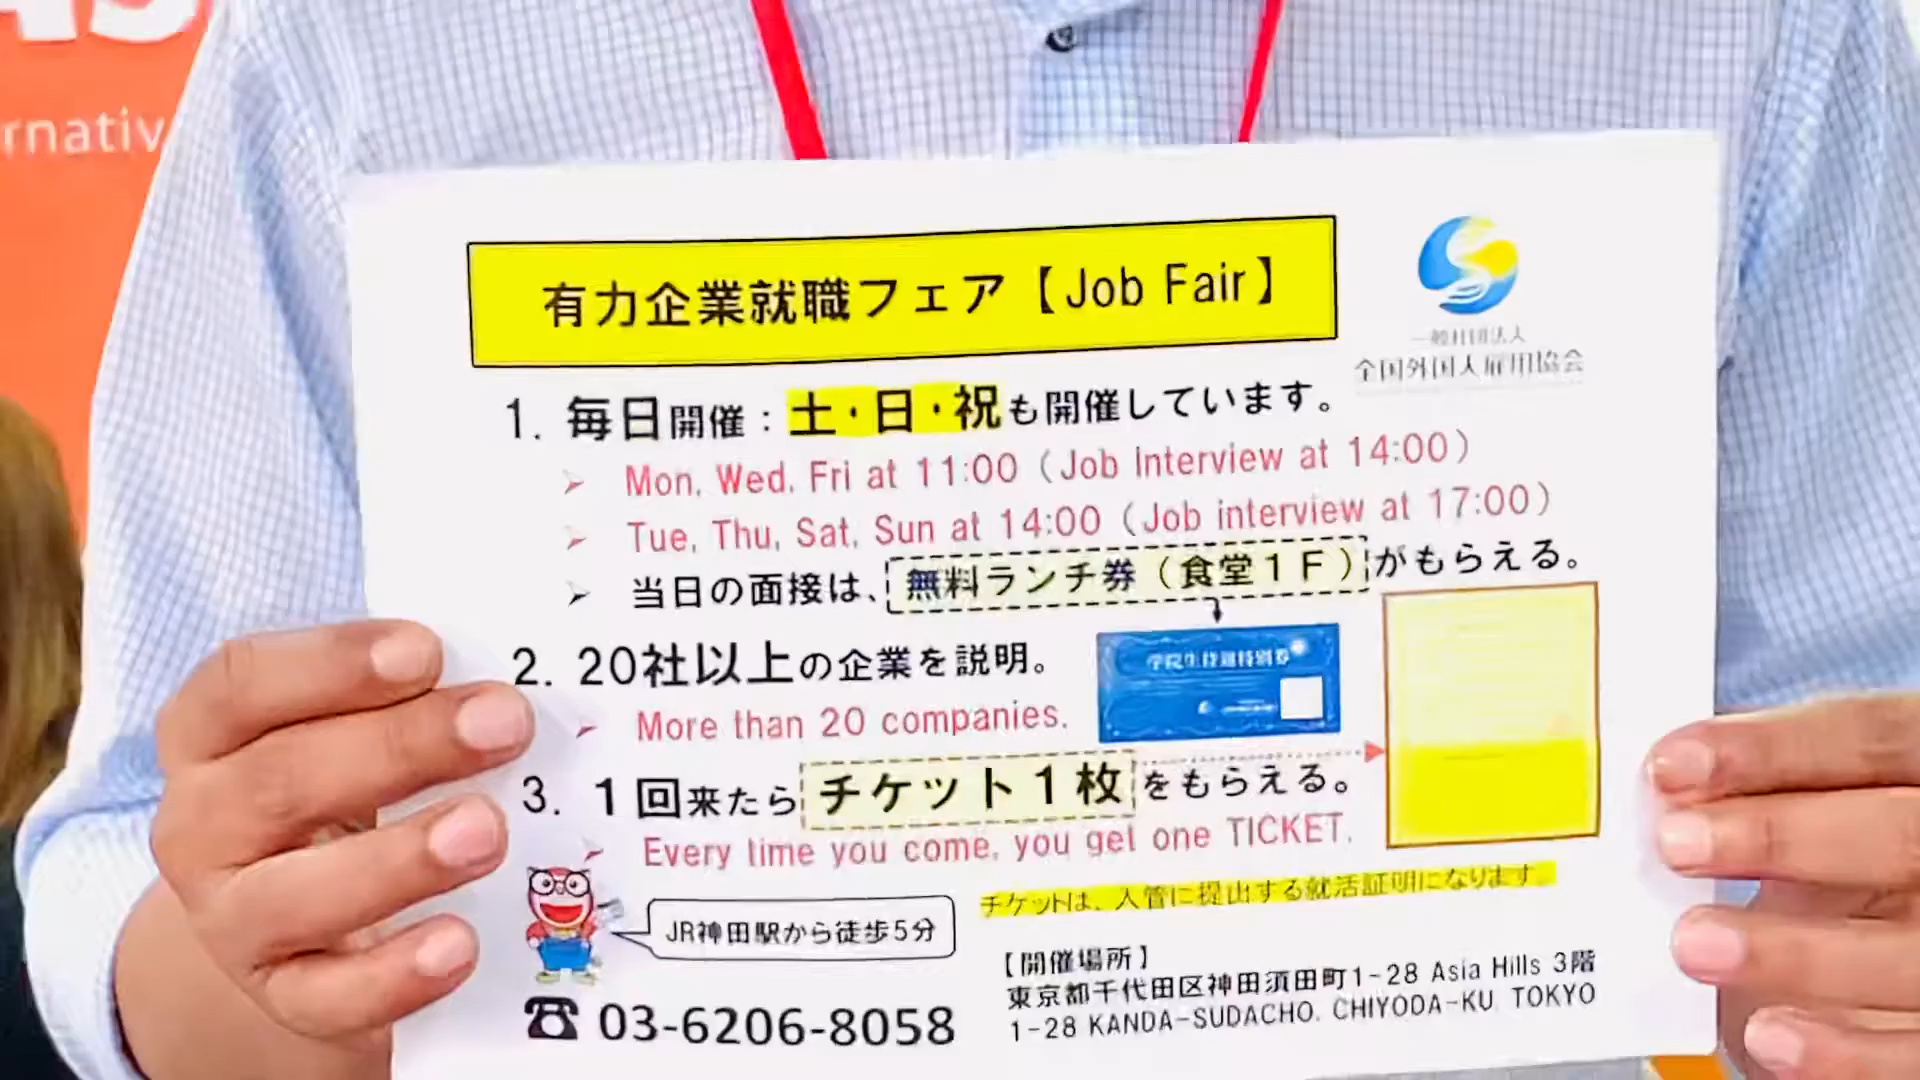 rnativ
有力企業就職フェア【Job Fair】
一般社団法人
全国外国人雇用協会
1. 毎日開催：土・日・祝も開催しています。
➢ Mon, Wed, Fri at 11:00（Job Interview at 14:00）
➢ Tue, Thu, Sat, Sun at 14:00（Job interview at 17:00）
➢ 当日の面接は、無料ランチ券（食堂１Ｆ）がもらえる。
2. 20社以上の企業を説明。
➢ More than 20 companies.
3. 1回来たらチケット１枚をもらえる。
➢ Every time you come, you get one TICKET.
チケットは、入管に提出する就活証明になります。
JR神田駅から徒歩5分
☎ 03-6206-8058
【開催場所】
東京都千代田区神田須田町1-28 Asia Hills 3階
1-28 KANDA-SUDACHO, CHIYODA-KU, TOKYO